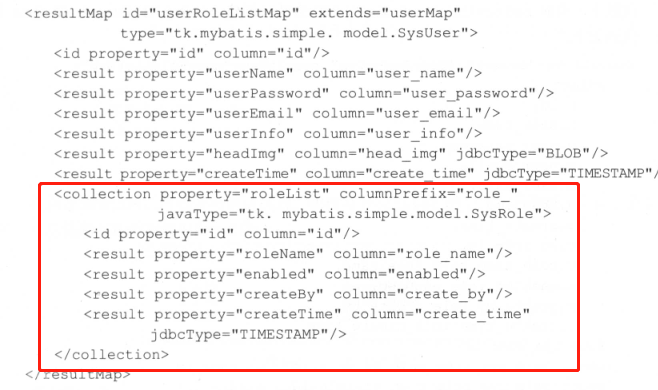 <resultMap id="userRoleListMap" extends="userMap"
type="tk.mybatis.simple. model.SysUser">
<id property="id" column="id"/>
<result property="userName" column="user_name"/>
<result property="userPassword" column="user_password"/>
<result property="userEmail" column="user_email"/>
<result property="userInfo" column="user_info"/>
<result property="headImg" column="head_img" jdbcType="BLOB"/>
<result property="createTime" column="create_time" jdbcType="TIMESTAMP"/
<collection property="roleList" columnPrefix="role_"
javaType="tk. mybatis.simple.model.SysRole">
<id property="id" column="id"/>
<result property="roleName" column="role_name"/>
<result property="enabled" column="enabled"/>
<result property="createBy" column="create_by"/>
<result property="createTime" column="create_time"
jdbcType="TIMESTAMP"/>
</collection>
</resultMap>